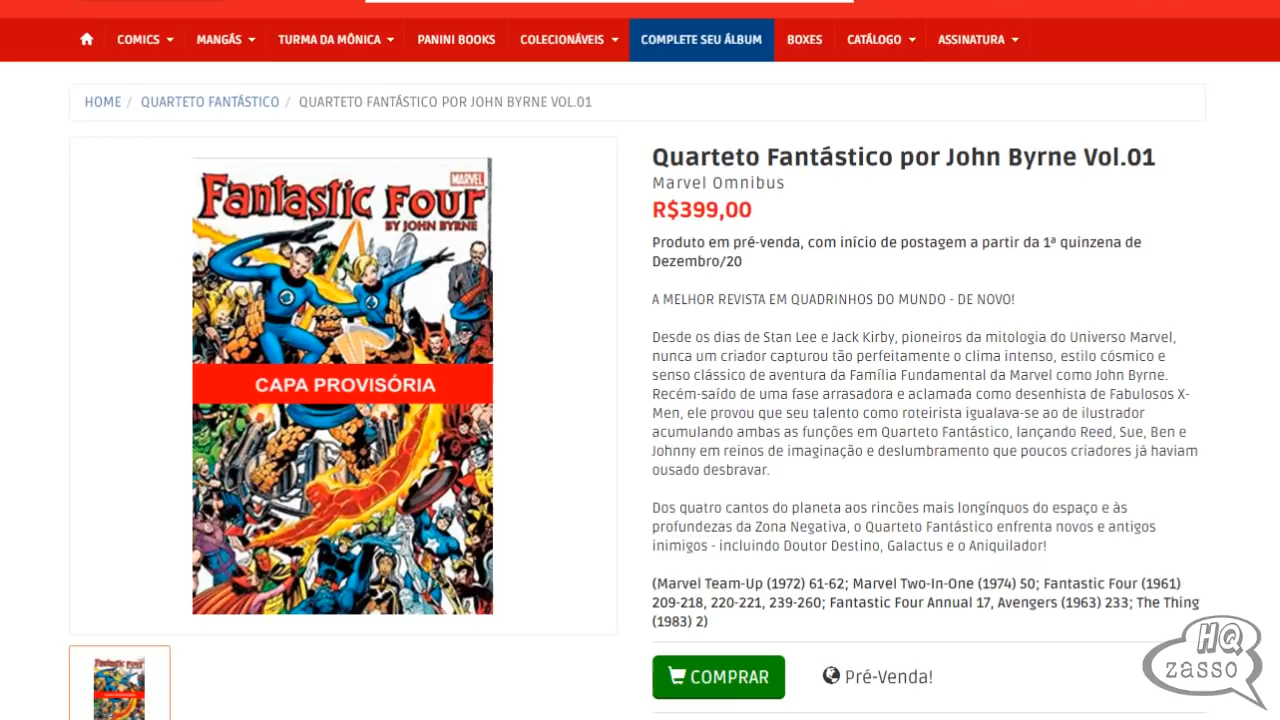 COMICS MANGÁS TURMA DA MÔNICA PANINI BOOKS COLECIONÁVEIS COMPLETE SEU ÁLBUM BOXES CATÁLOGO ASSINATURA
HOME / QUARTETO FANTÁSTICO / QUARTETO FANTÁSTICO POR JOHN BYRNE VOL.01
MARVEL
FANTASTIC FOUR
BY JOHN BYRNE
CAPA PROVISÓRIA
Quarteto Fantástico por John Byrne Vol.01
Marvel Omnibus
R$399,00
Produto em pré-venda, com início de postagem a partir da 1ª quinzena de
Dezembro/20
A MELHOR REVISTA EM QUADRINHOS DO MUNDO - DE NOVO!
Desde os dias de Stan Lee e Jack Kirby, pioneiros da mitologia do Universo Marvel,
nunca um criador capturou tão perfeitamente o clima intenso, estilo cósmico e
senso clássico de aventura da Família Fundamental da Marvel como John Byrne.
Recém-saído de uma fase arrasadora e aclamada como desenhista de Fabulosos X-
Men, ele provou que seu talento como roteirista igualava-se ao de ilustrador
acumulando ambas as funções em Quarteto Fantástico, lançando Reed, Sue, Ben e
Johnny em reinos de imaginação e deslumbramento que poucos criadores já haviam
ousado desbravar.
Dos quatro cantos do planeta aos rincões mais longínquos do espaço e às
profundezas da Zona Negativa, o Quarteto Fantástico enfrenta novos e antigos
inimigos - incluindo Doutor Destino, Galactus e o Aniquilador!
(Marvel Team-Up (1972) 61-62; Marvel Two-In-One (1974) 50; Fantastic Four (1961)
209-218, 220-221, 239-260; Fantastic Four Annual 17, Avengers (1963) 233; The Thing
(1983) 2)
COMPRAR Pré-Venda!
HQ
zasso
FANTASTIC FOUR